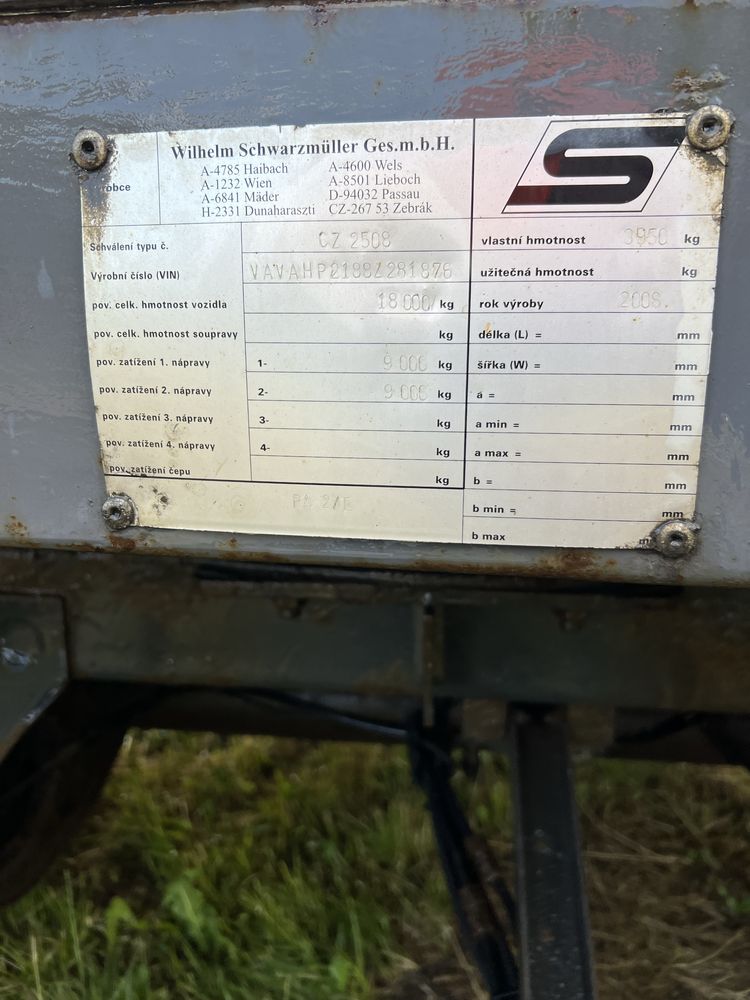 Wilhelm Schwarzmüller Ges.m.b.H.
A-4785 Haibach A-4600 Wels
A-1232 Wien A-8501 Lieboch
A-6841 Mäder D-94032 Passau
H-2331 Dunaharaszti CZ-267 53 Zebrák
S
Schválení typu č. CZ 2508
Výrobní číslo (VIN)
pov. celk. hmotnost vozidla 18 000 kg
pov. celk. hmotnost soupravy kg
pov. zatížení 1. nápravy 1- 9 000 kg
pov. zatížení 2. nápravy 2- 9 000 kg
pov. zatížení 3. nápravy 3- kg
pov. zatížení 4. nápravy 4- kg
pov. zatížení čepu kg
vlastní hmotnost 3950 kg
užitečná hmotnost kg
rok výroby 2008.
délka (L) = mm
šířka (W) = mm
a = mm
a min = mm
a max = mm
b = mm
b min = mm
b max